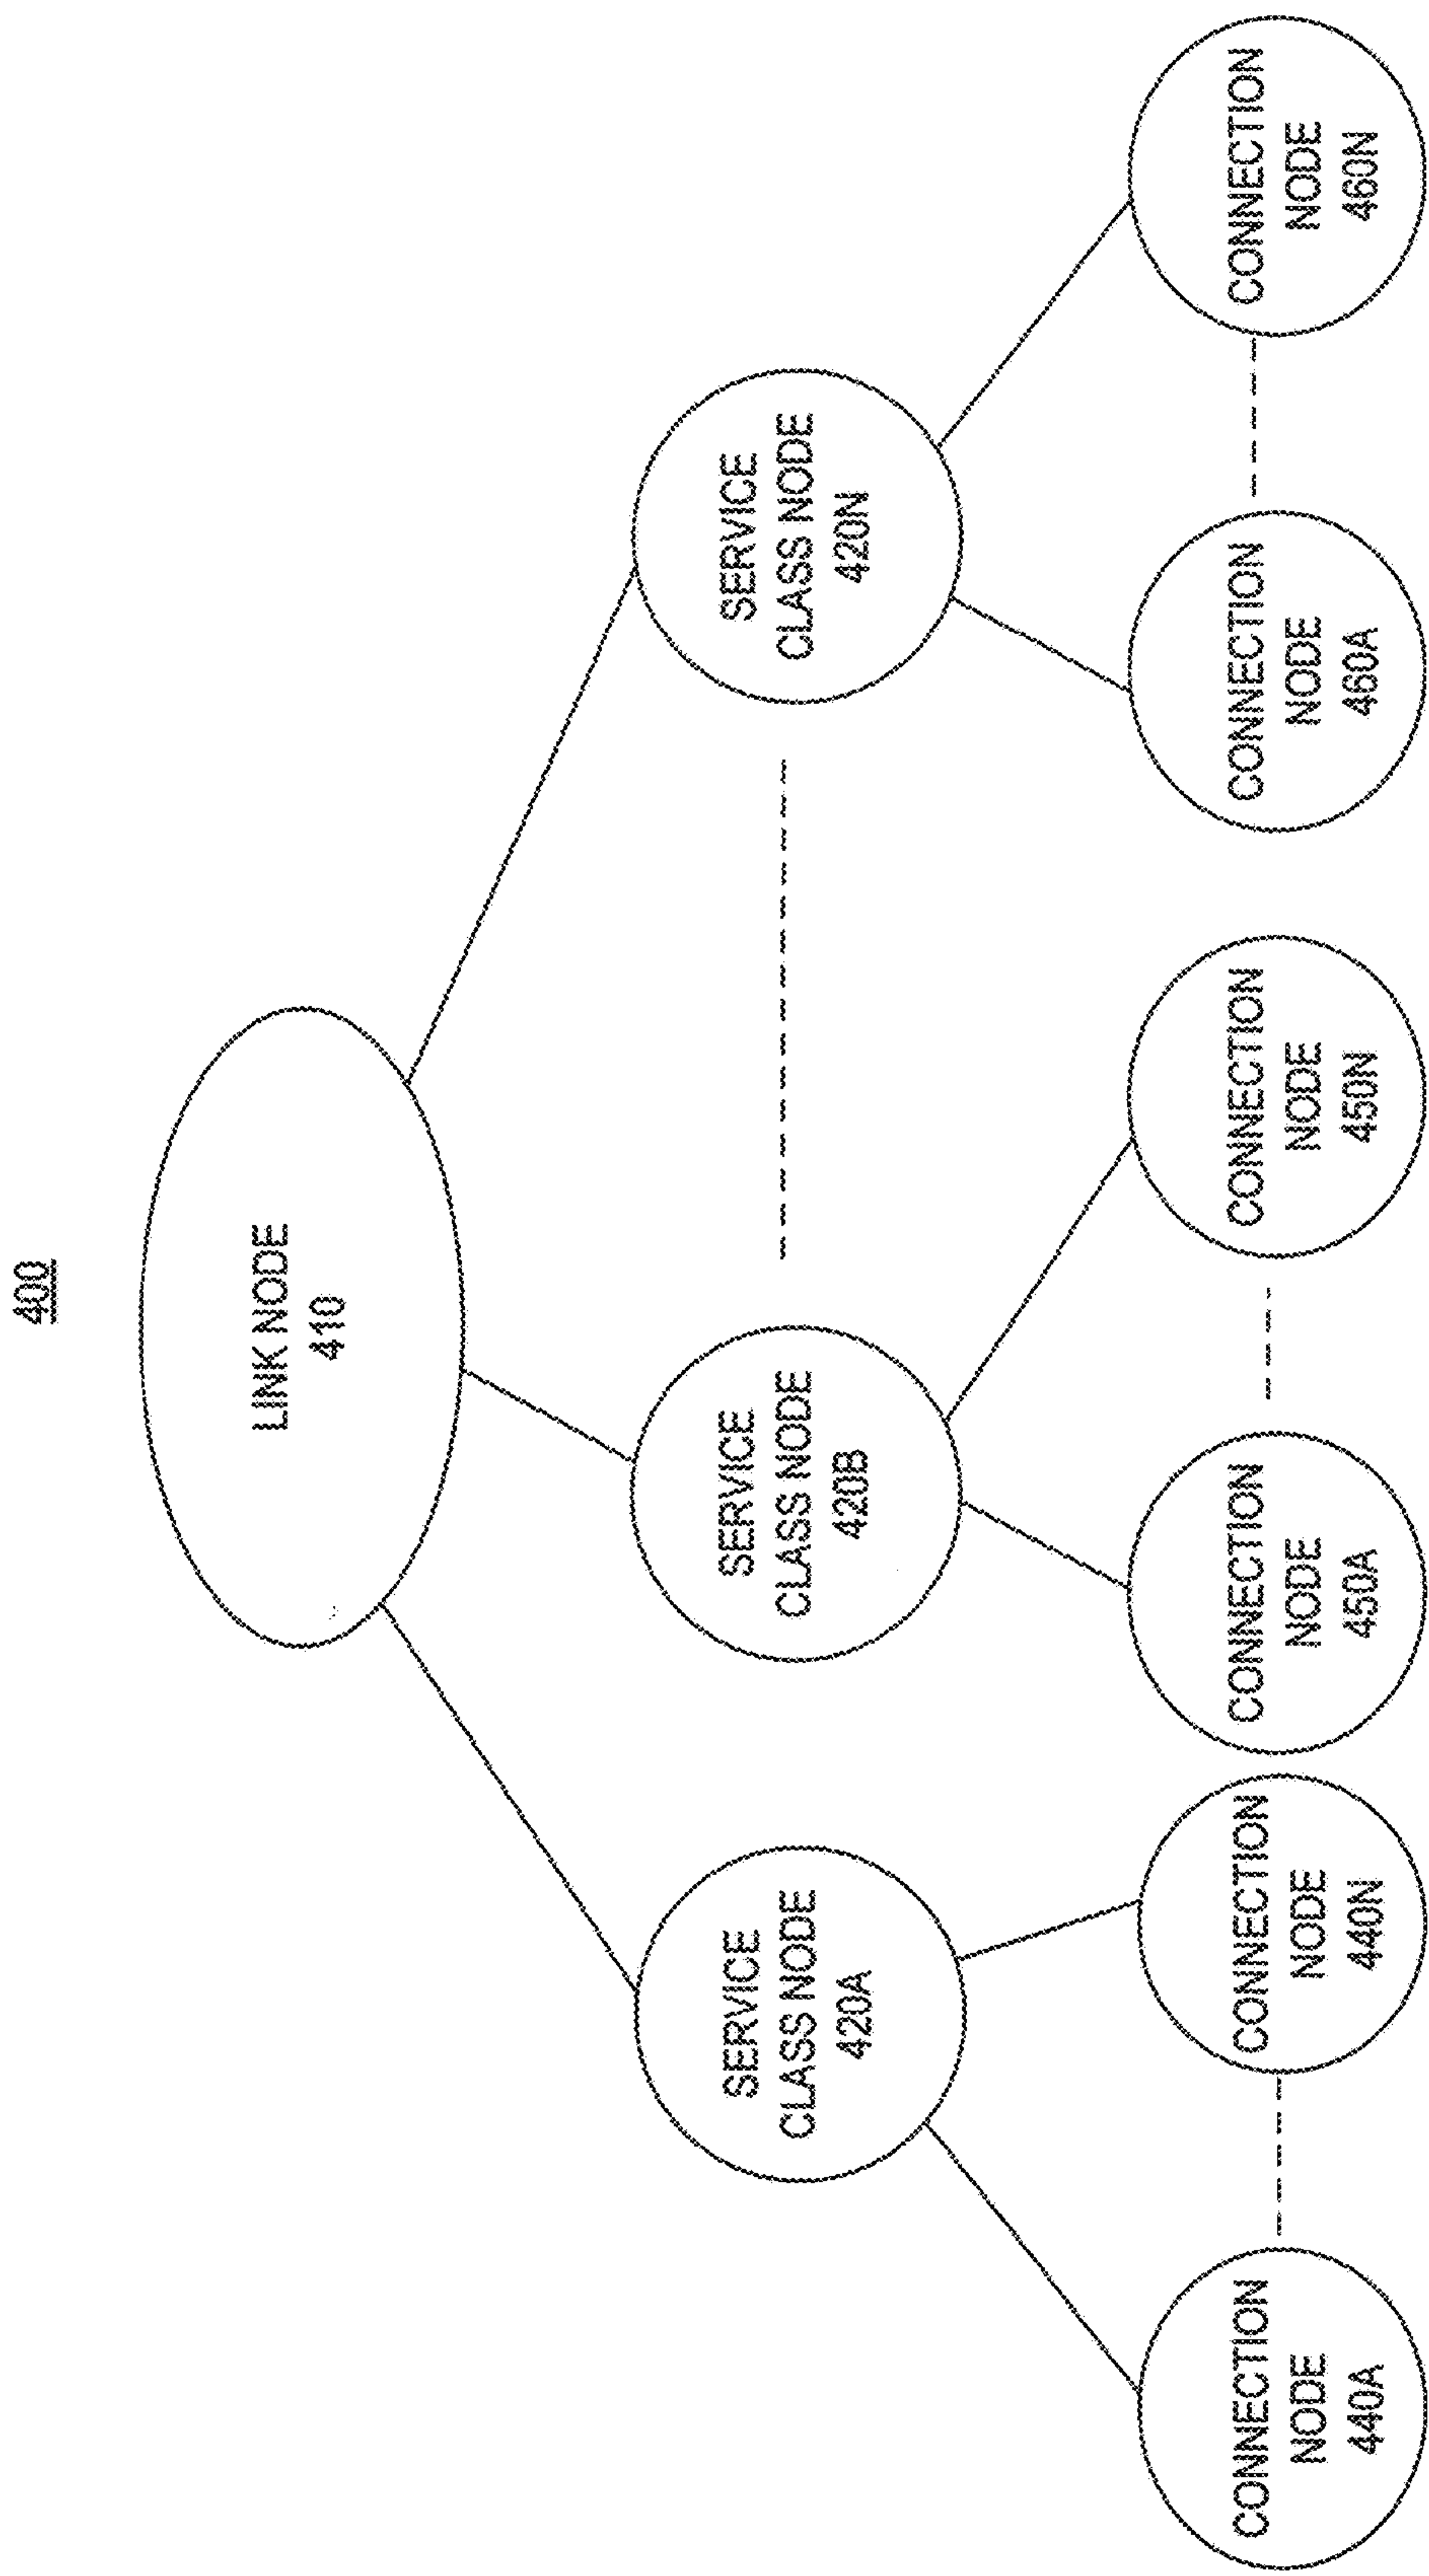 400
LINK NODE
410
SERVICE
CLASS NODE
420A
SERVICE
CLASS NODE
420B
SERVICE
CLASS NODE
420N
CONNECTION
NODE
440A
CONNECTION
NODE
440N
CONNECTION
NODE
450A
CONNECTION
NODE
450N
CONNECTION
NODE
460A
CONNECTION
NODE
460N